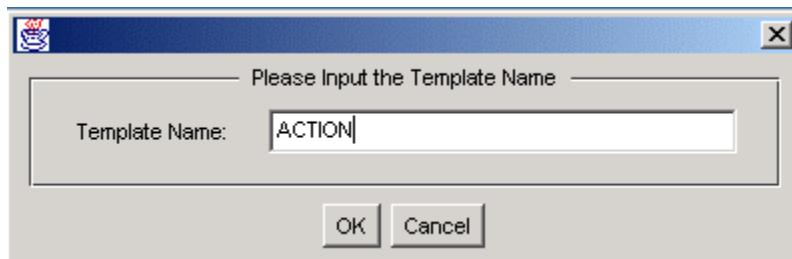 Please Input the Template Name
Template Name: ACTION
OK Cancel